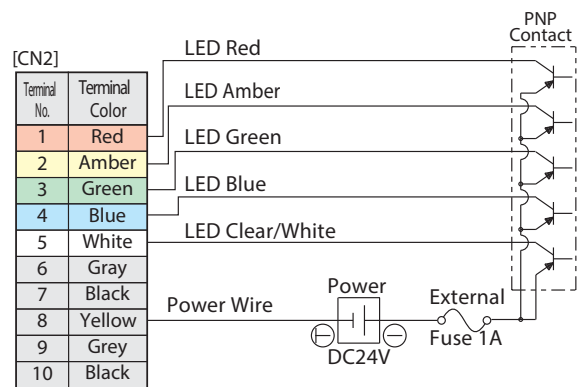 PNP
Contact
[CN2]
LED Red
Terminal No.
Terminal Color
LED Amber
1 Red
2 Amber
LED Green
3 Green
LED Blue
4 Blue
5 White
LED Clear/White
6 Gray
7 Black
8 Yellow
Power Wire
Power
External
Fuse 1A
DC24V
9 Grey
10 Black